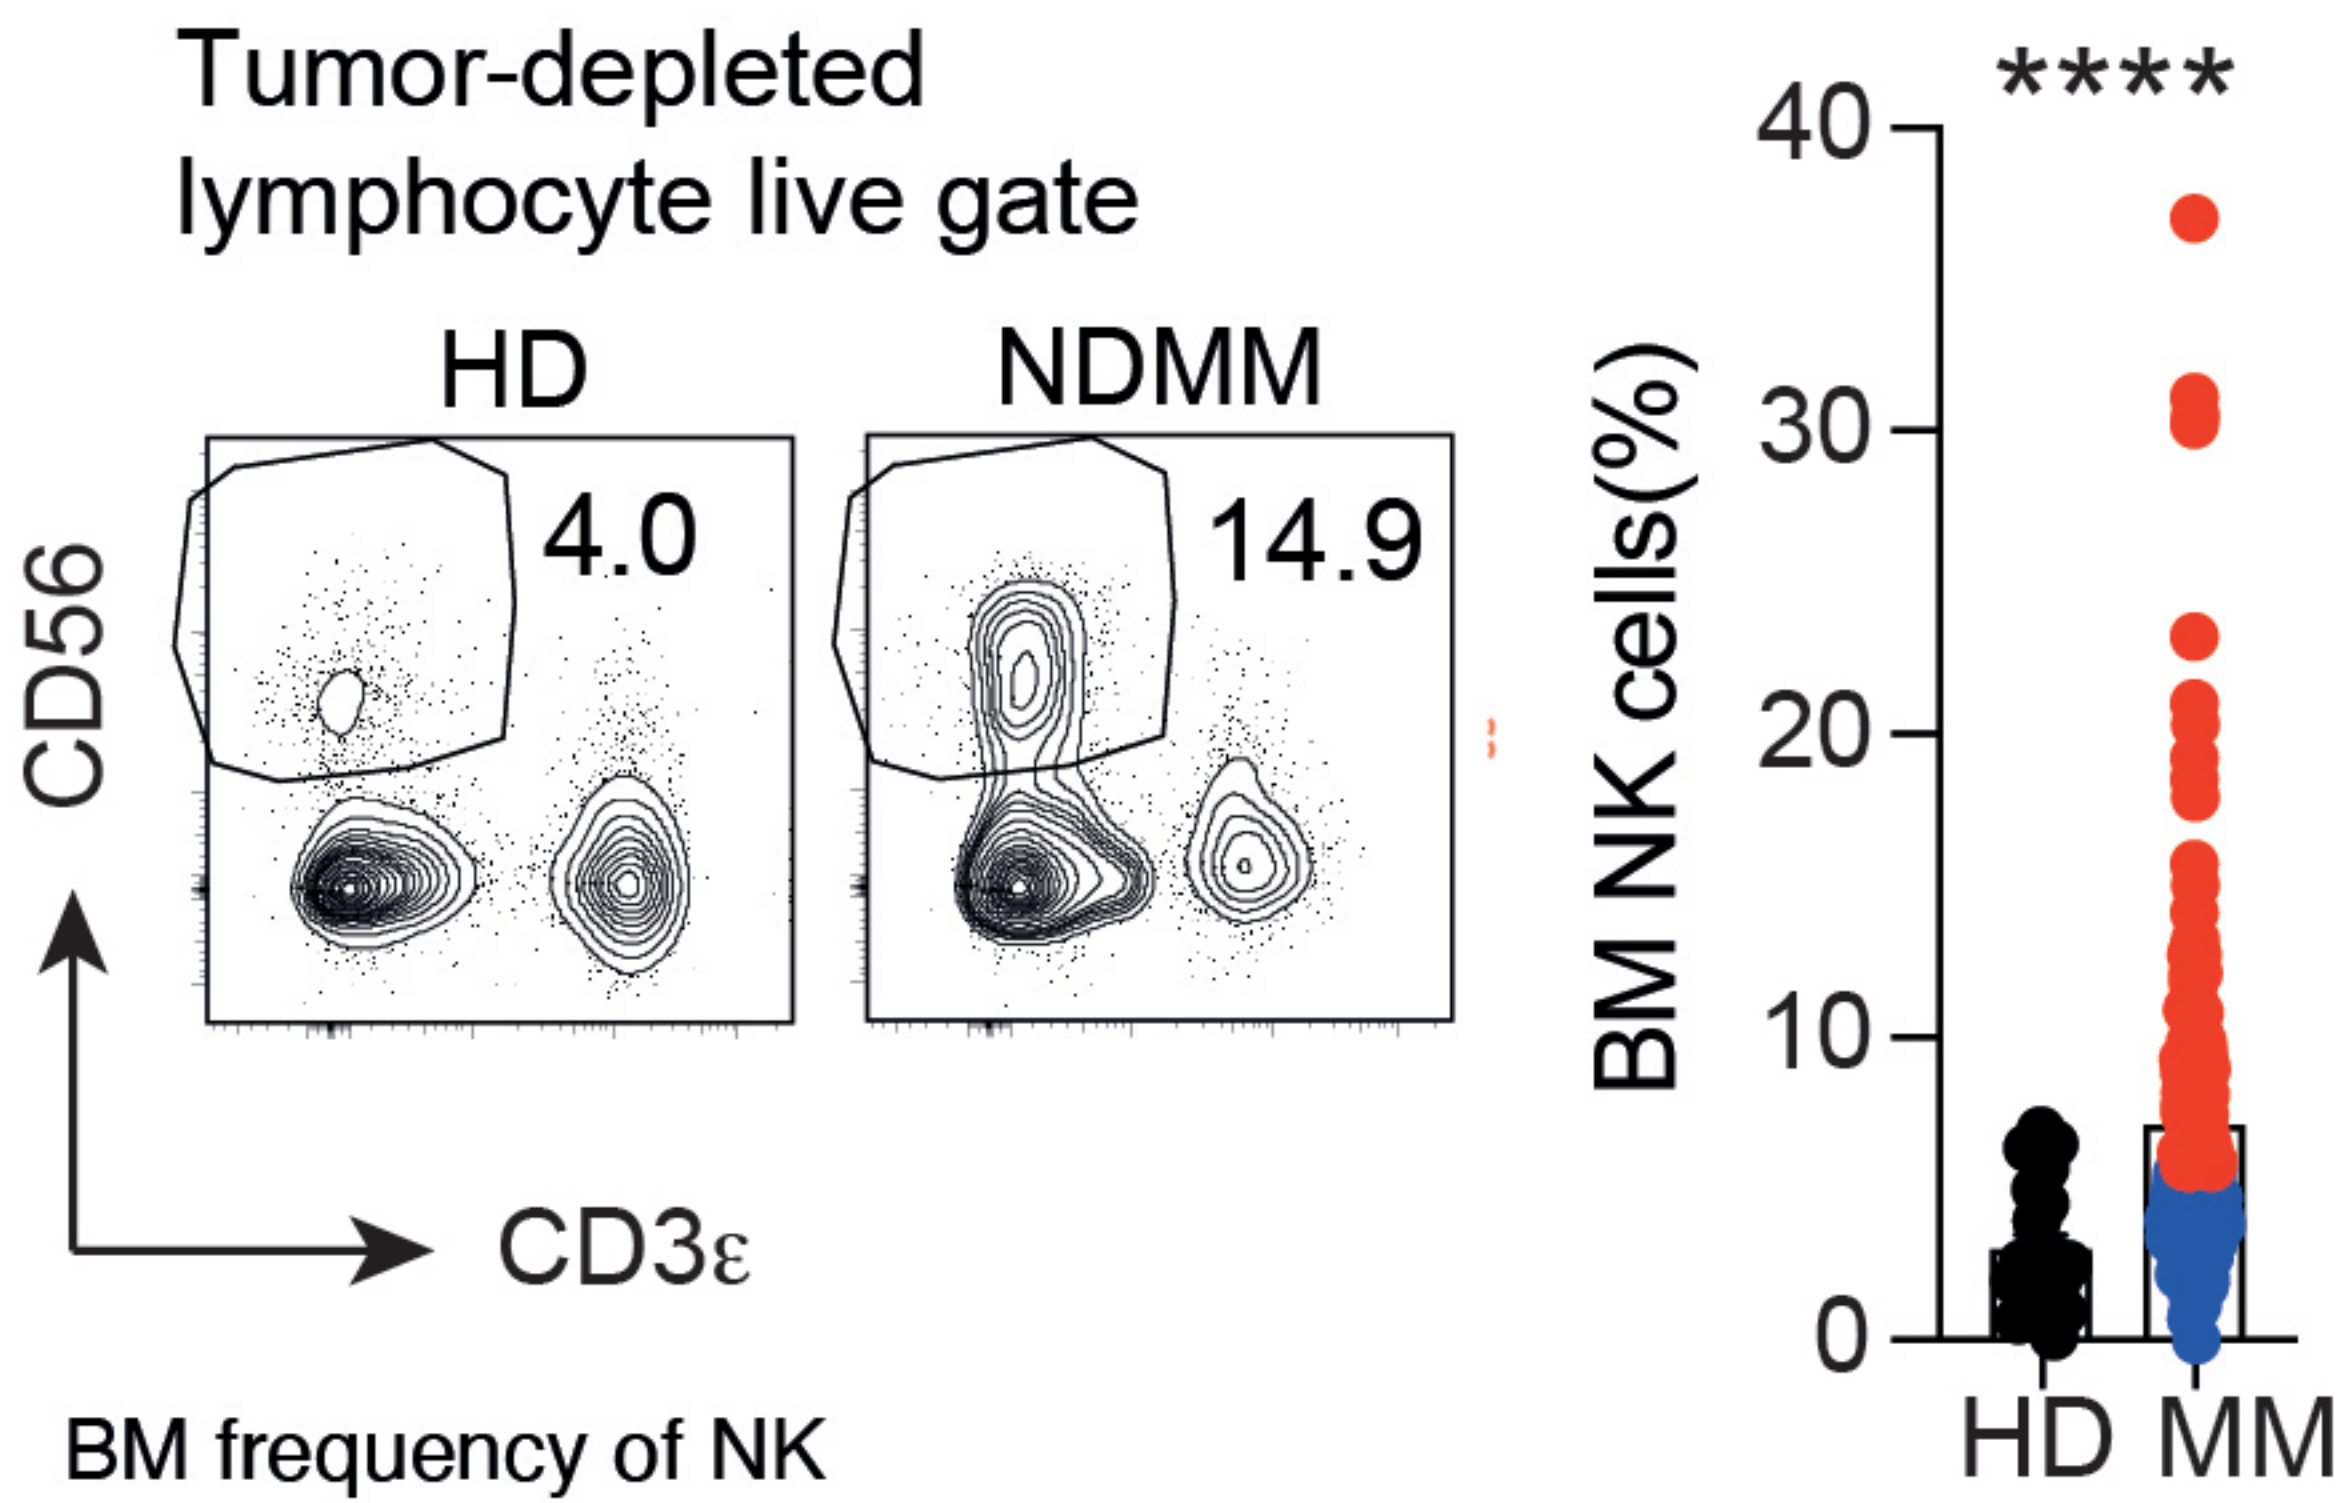 Tumor-depleted
lymphocyte live gate
HD
NDMM
4.0
14.9
CD56
CD3ε
BM frequency of NK
****
BM NK cells(%)
40
30
20
10
0
HD MM